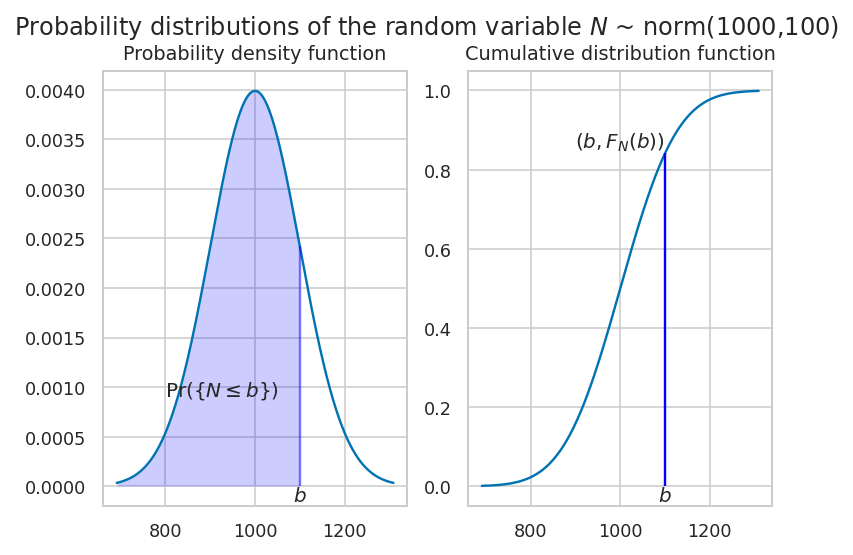 Probability distributions of the random variable N ~ norm(1000,100)
Probability density function
0.0040
0.0035
0.0030
0.0025
0.0020
0.0015
0.0010
0.0005
0.0000
Pr({N ≤ b})
b
800 1000 1200
Cumulative distribution function
1.0
0.8
0.6
0.4
0.2
0.0
(b, F_N(b))
b
800 1000 1200